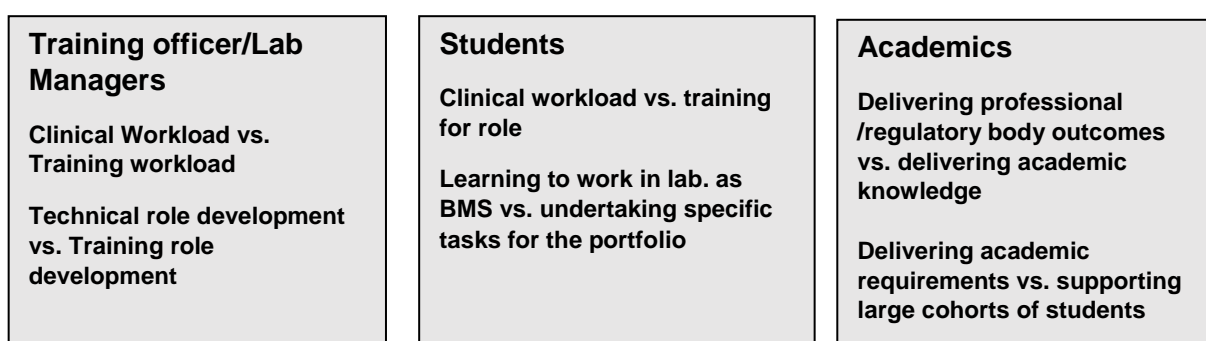 Training officer/Lab
Managers
Clinical Workload vs.
Training workload
Technical role development
vs. Training role
development
Students
Clinical workload vs. training
for role
Learning to work in lab. as
BMS vs. undertaking specific
tasks for the portfolio
Academics
Delivering professional
/regulatory body outcomes
vs. delivering academic
knowledge
Delivering academic
requirements vs. supporting
large cohorts of students